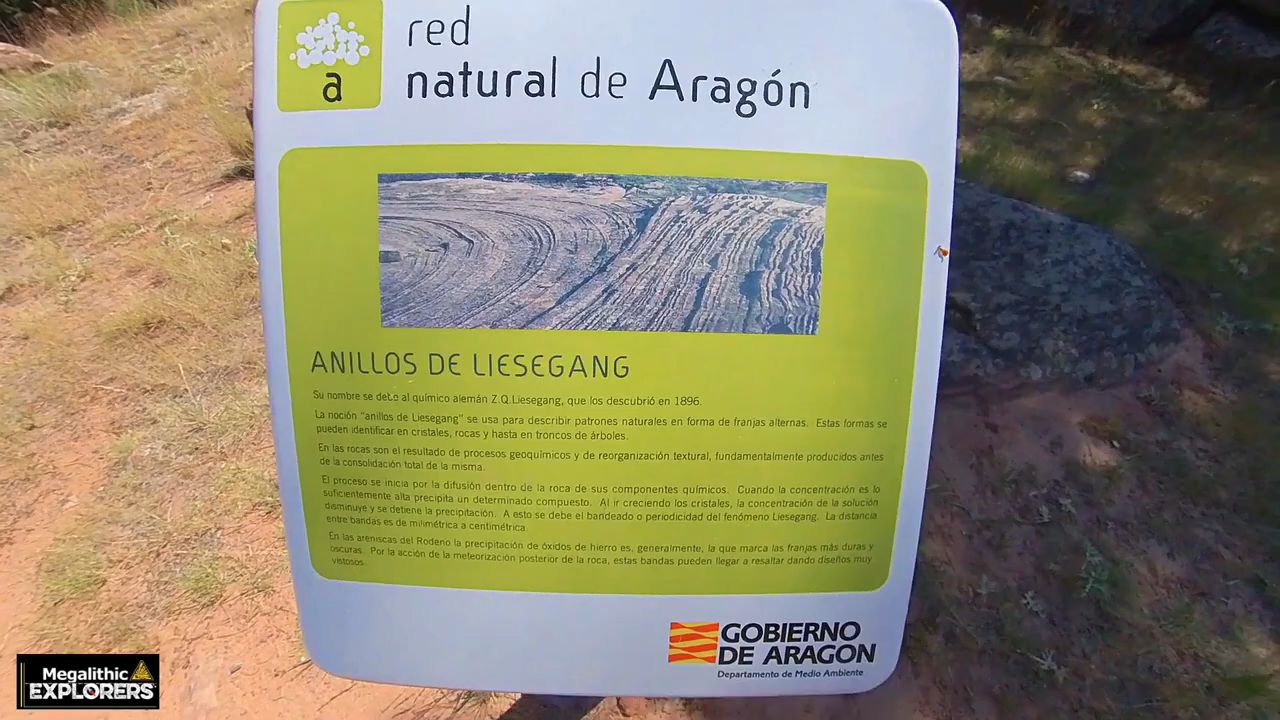 a
red
natural de Aragón
ANILLOS DE LIESEGANG
Su nombre se debe al químico alemán Z.Q.Liesegang, que los descubrió en 1896.
La noción "anillos de Liesegang" se usa para describir patrones naturales en forma de franjas alternas. Estas formas se
pueden identificar en cristales, rocas y hasta en troncos de árboles.
En las rocas son el resultado de procesos geoquímicos y de reorganización textural, fundamentalmente producidos antes
de la consolidación total de la misma.
El proceso se inicia por la difusión dentro de la roca de sus componentes químicos. Cuando la concentración es lo
suficientemente alta precipita un determinado compuesto. Al ir creciendo los cristales, la concentración de la solución
disminuye y se detiene la precipitación. A esto se debe el bandeado o periodicidad del fenómeno Liesegang. La distancia
entre bandas es de milimétrica a centimétrica.
En las areniscas del Rodeno la precipitación de óxidos de hierro es, generalmente, la que marca las franjas más duras y
oscuras. Por la acción de la meteorización posterior de la roca, estas bandas pueden llegar a resaltar dando diseños muy
vistosos.
GOBIERNO
DE ARAGON
Departamento de Medio Ambiente
Megalithic
EXPLORERS